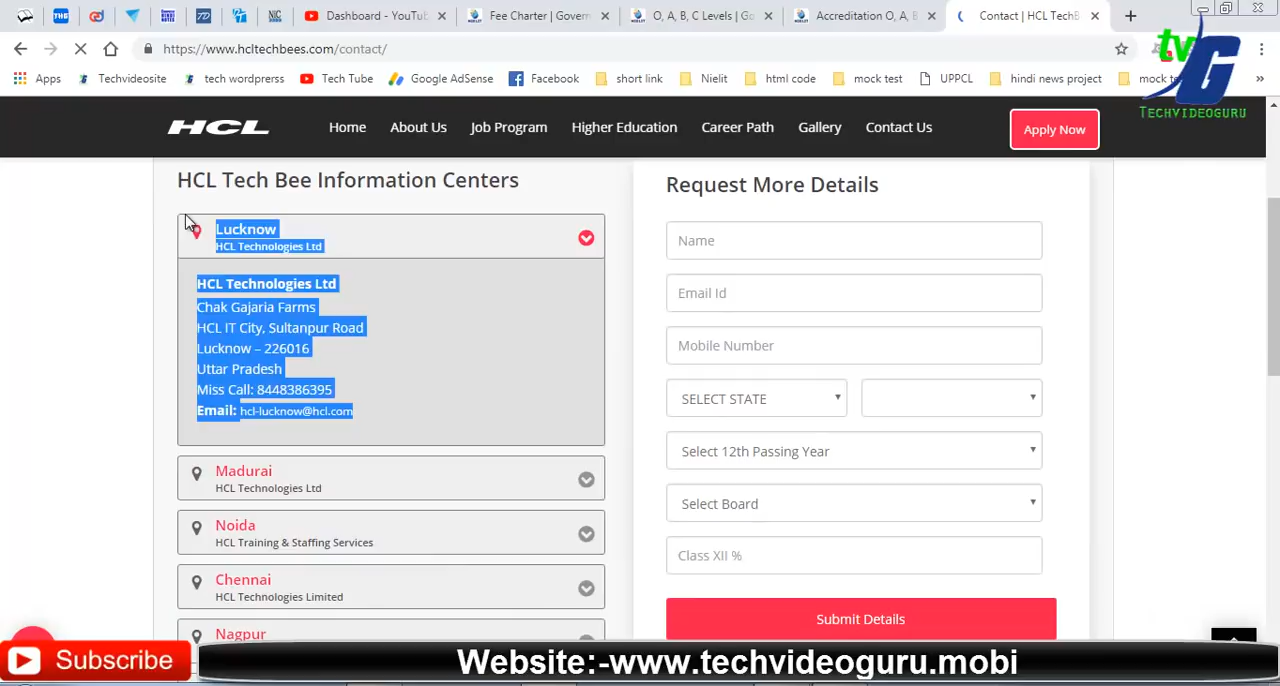 Dashboard - YouTub
Fee Charter | Govern
O, A, B, C Levels | Go
Accreditation O, A, B
Contact | HCL TechB
https://www.hcltechbees.com/contact/
Apps
Techvideosite
tech wordprerss
Tech Tube
Google AdSense
Facebook
short link
Nielit
html code
mock test
UPPCL
hindi news project
mock te
tv
G
TECHVIDEOGURU
HCL
Home
About Us
Job Program
Higher Education
Career Path
Gallery
Contact Us
Apply Now
HCL Tech Bee Information Centers
Lucknow
HCL Technologies Ltd
HCL Technologies Ltd
Chak Gajaria Farms
HCL IT City, Sultanpur Road
Lucknow – 226016
Uttar Pradesh
Miss Call: 8448386395
Email: hcl-lucknow@hcl.com
Madurai
HCL Technologies Ltd
Noida
HCL Training & Staffing Services
Chennai
HCL Technologies Limited
Nagpur
Request More Details
Name
Email Id
Mobile Number
SELECT STATE
Select 12th Passing Year
Select Board
Class XII %
Submit Details
Subscribe
Website:-www.techvideoguru.mobi